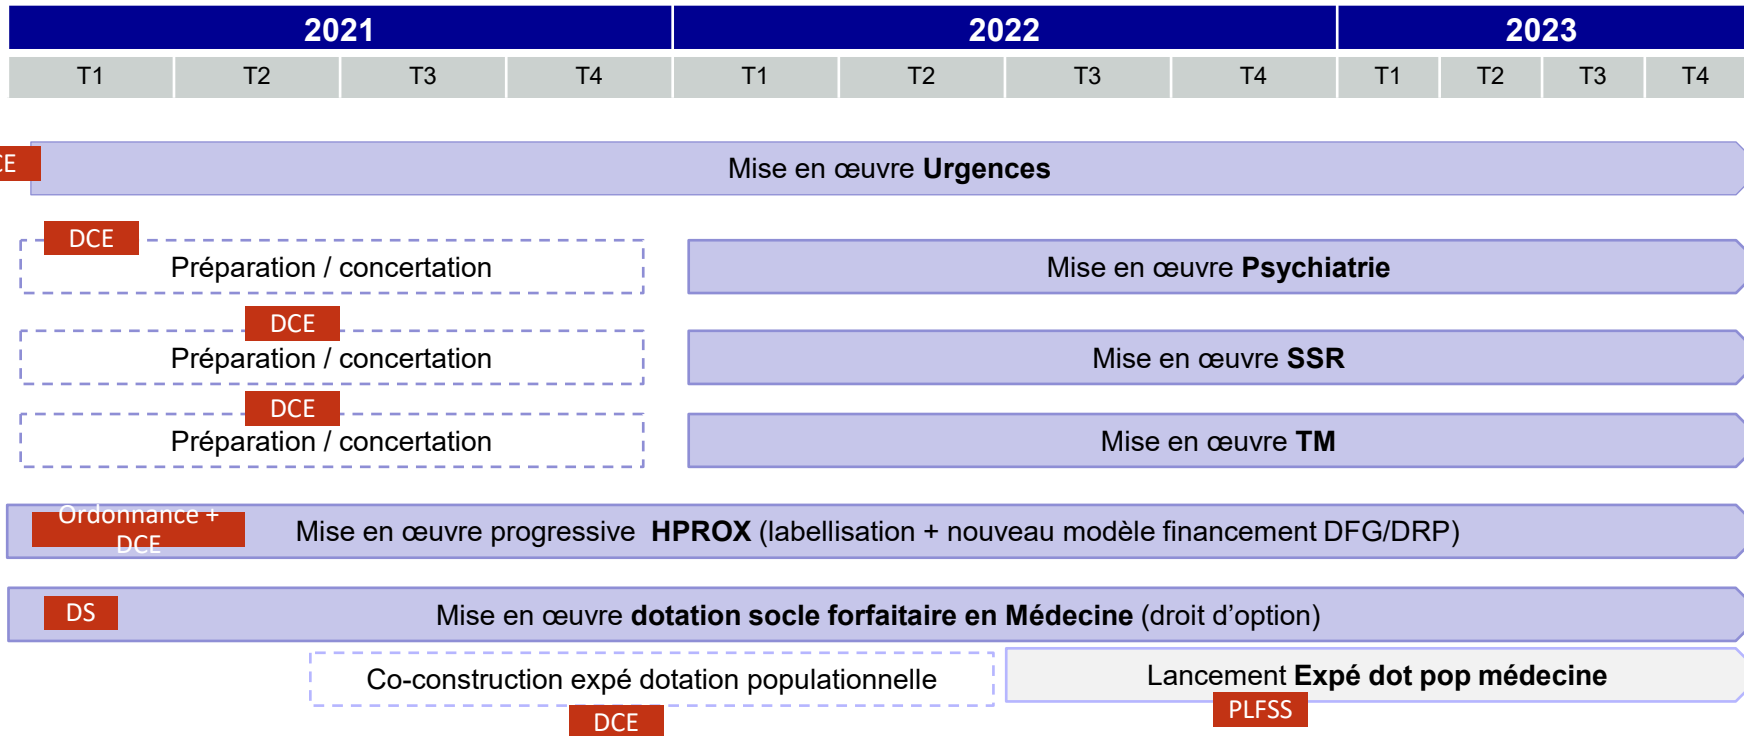 2021 2022 2023
T1 T2 T3 T4 T1 T2 T3 T4 T1 T2 T3 T4
CE Mise en œuvre Urgences
DCE
Préparation / concertation Mise en œuvre Psychiatrie
DCE
Préparation / concertation Mise en œuvre SSR
DCE
Préparation / concertation Mise en œuvre TM
Ordonnance +
DCE
Mise en œuvre progressive HPROX (labellisation + nouveau modèle financement DFG/DRP)
DS Mise en œuvre dotation socle forfaitaire en Médecine (droit d’option)
Co-construction expé dotation populationnelle Lancement Expé dot pop médecine
DCE PLFSS